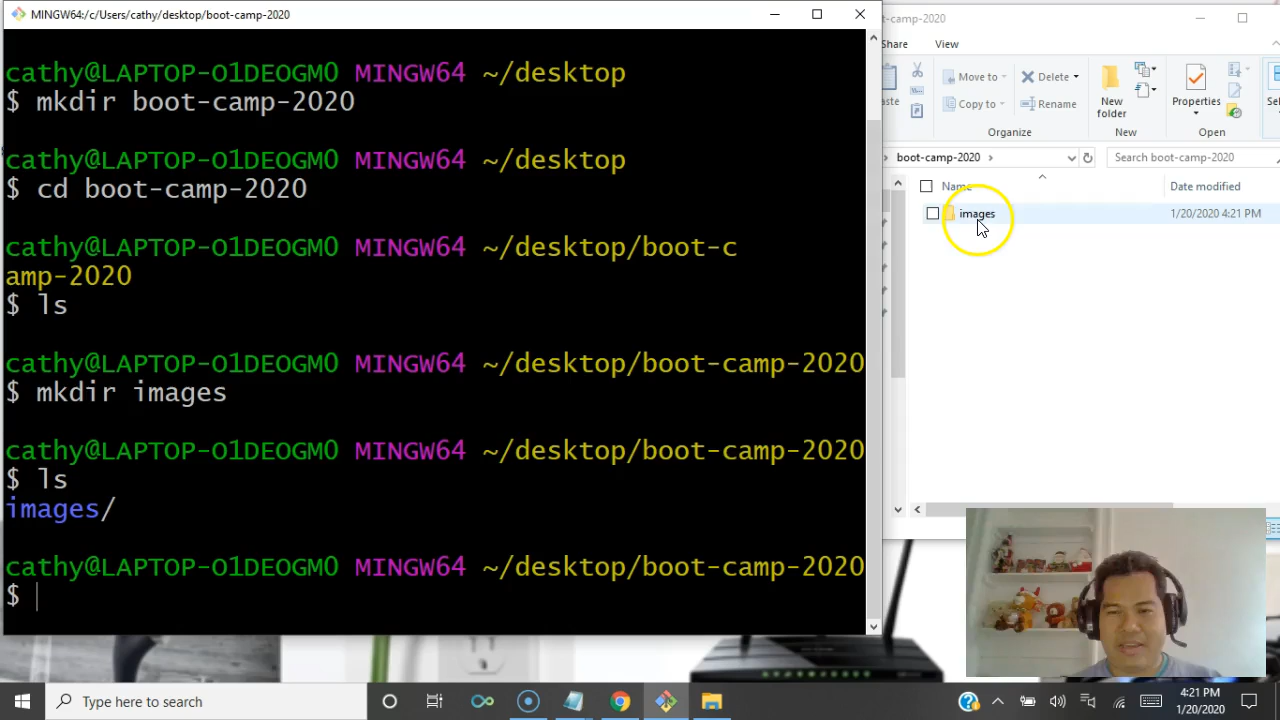 MINGW64:/c/Users/cathy/desktop/boot-camp-2020
cathy@LAPTOP-O1DEOGM0 MINGW64 ~/desktop
$ mkdir boot-camp-2020
cathy@LAPTOP-O1DEOGM0 MINGW64 ~/desktop
$ cd boot-camp-2020
cathy@LAPTOP-O1DEOGM0 MINGW64 ~/desktop/boot-c
amp-2020
$ ls
cathy@LAPTOP-O1DEOGM0 MINGW64 ~/desktop/boot-camp-2020
$ mkdir images
cathy@LAPTOP-O1DEOGM0 MINGW64 ~/desktop/boot-camp-2020
$ ls
images/
cathy@LAPTOP-O1DEOGM0 MINGW64 ~/desktop/boot-camp-2020
$
-camp-2020
Share View
Move to Delete
Copy to Rename
New
folder
Properties
Organize New Open
boot-camp-2020
Search boot-camp-2020
Name Date modified
images 1/20/2020 4:21 PM
Type here to search
4:21 PM
1/20/2020